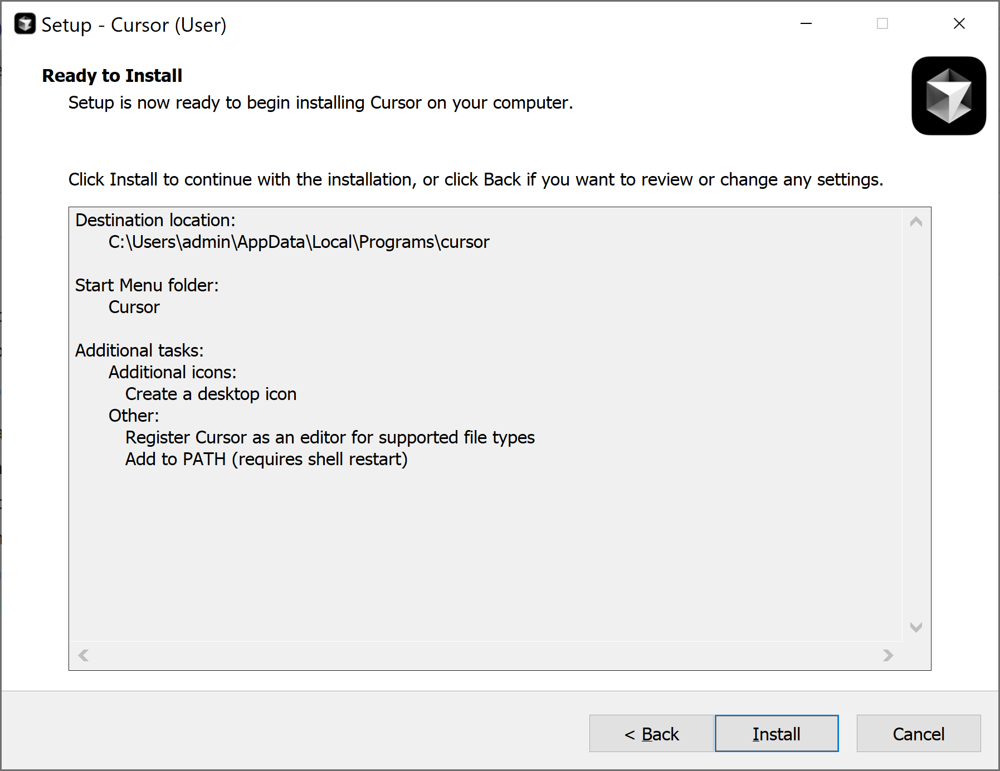 Setup - Cursor (User)
Ready to Install
Setup is now ready to begin installing Cursor on your computer.
Click Install to continue with the installation, or click Back if you want to review or change any settings.
Destination location:
C:\Users\admin\AppData\Local\Programs\cursor
Start Menu folder:
Cursor
Additional tasks:
Additional icons:
Create a desktop icon
Other:
Register Cursor as an editor for supported file types
Add to PATH (requires shell restart)
< Back
Install
Cancel